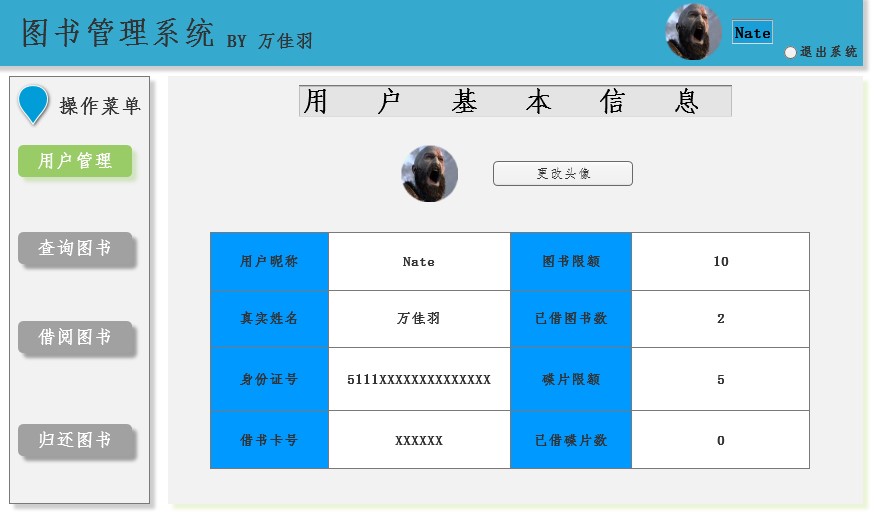 图书管理系统 BY 万佳羽
Nate
退出系统
操作菜单
用户管理
查询图书
借阅图书
归还图书
用 户 基 本 信 息
更改头像
用户昵称 Nate 图书限额 10
真实姓名 万佳羽 已借图书数 2
身份证号 5111XXXXXXXXXXXXXX 碟片限额 5
借书卡号 XXXXXX 已借碟片数 0